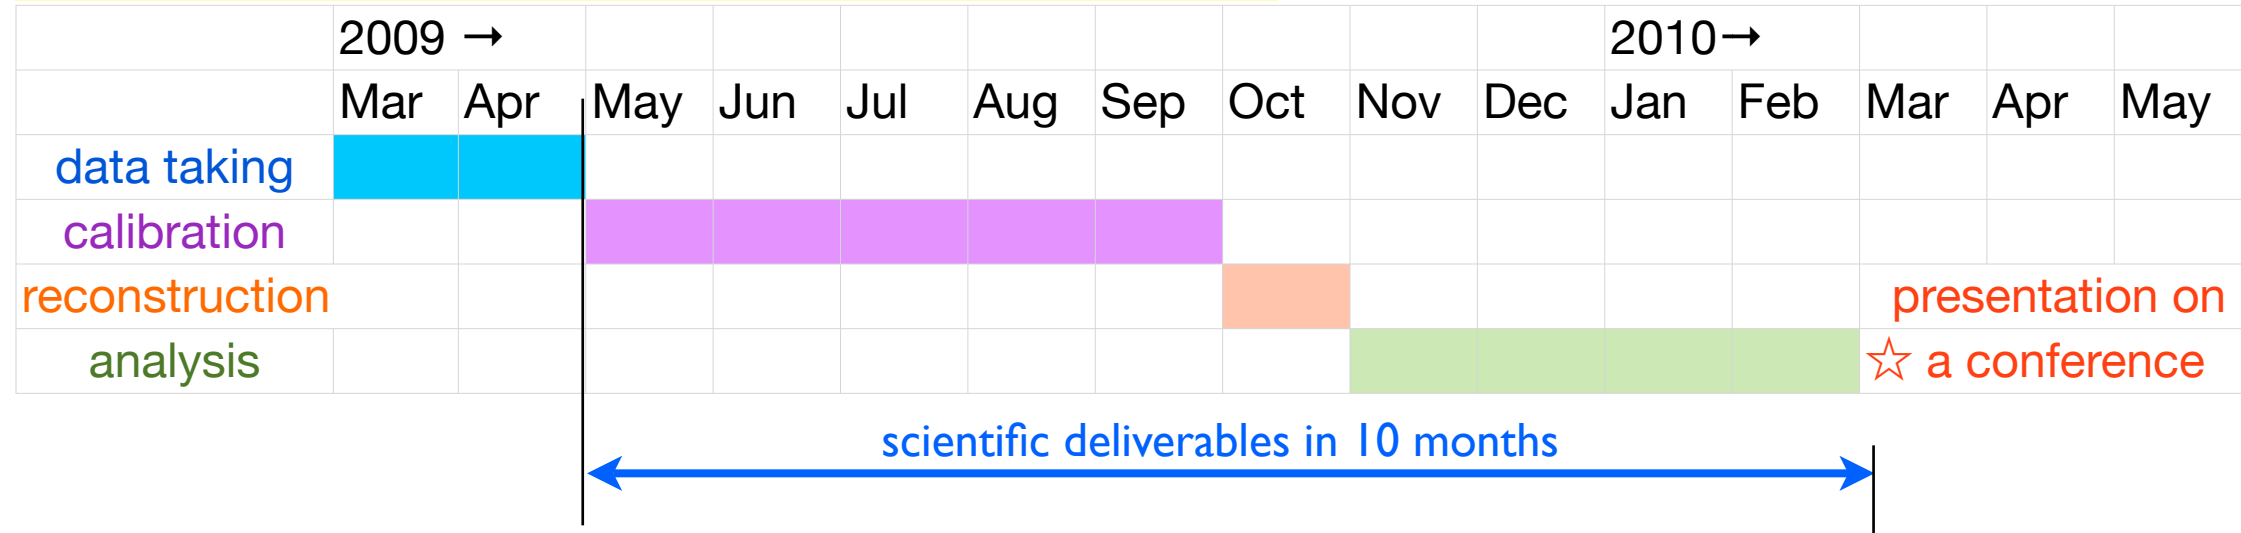 2009 → 2010→
Mar Apr May Jun Jul Aug Sep Oct Nov Dec Jan Feb Mar Apr May
data taking
calibration
reconstruction presentation on
analysis ☆ a conference
scientific deliverables in 10 months